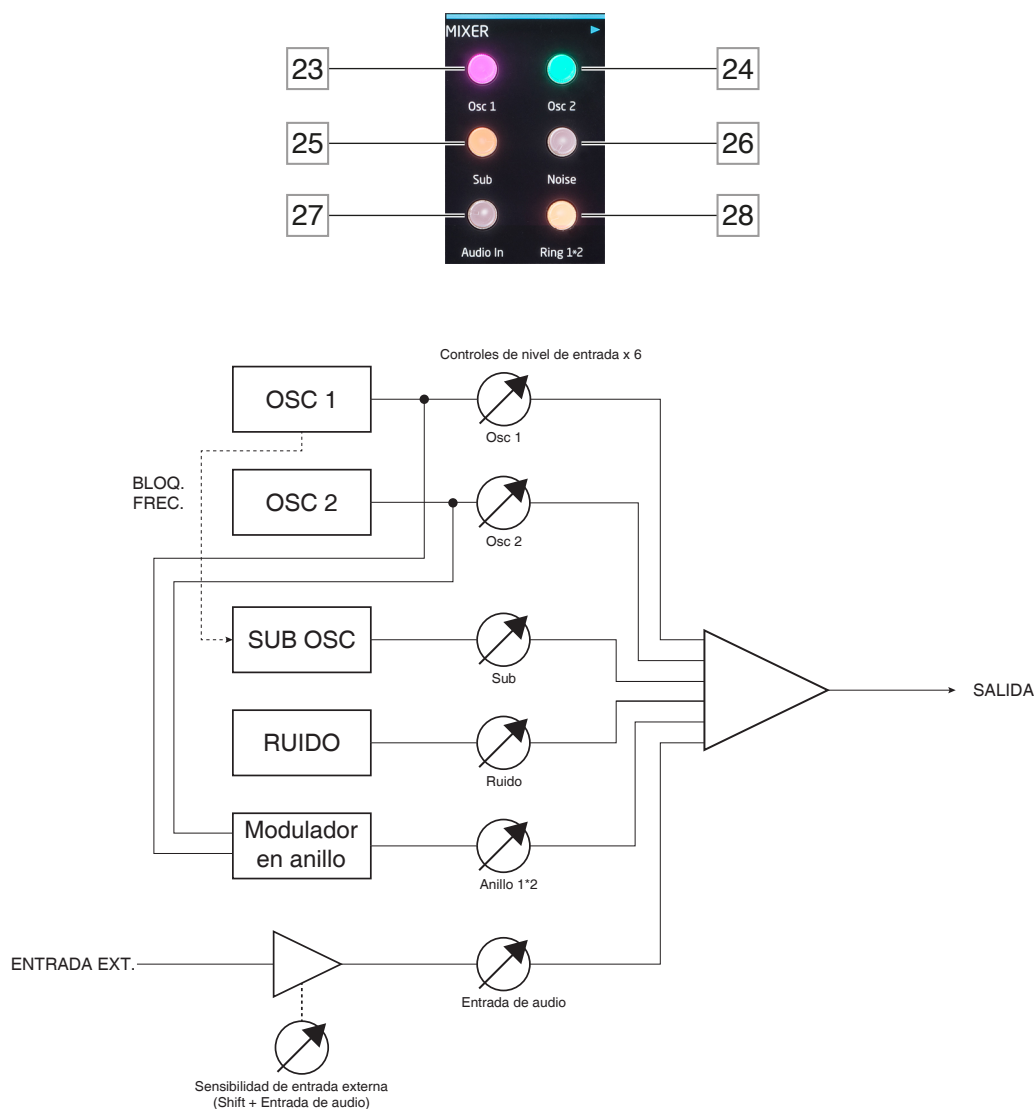 MIXER
23
24
Osc 1
Osc 2
25
26
Sub
Noise
27
28
Audio In
Ring 1*2
Controles de nivel de entrada x 6
OSC 1
Osc 1
BLOQ.
FREC.
OSC 2
Osc 2
SUB OSC
Sub
SALIDA
RUIDO
Ruido
Modulador
en anillo
Anillo 1*2
ENTRADA EXT.
Entrada de audio
Sensibilidad de entrada externa
(Shift + Entrada de audio)